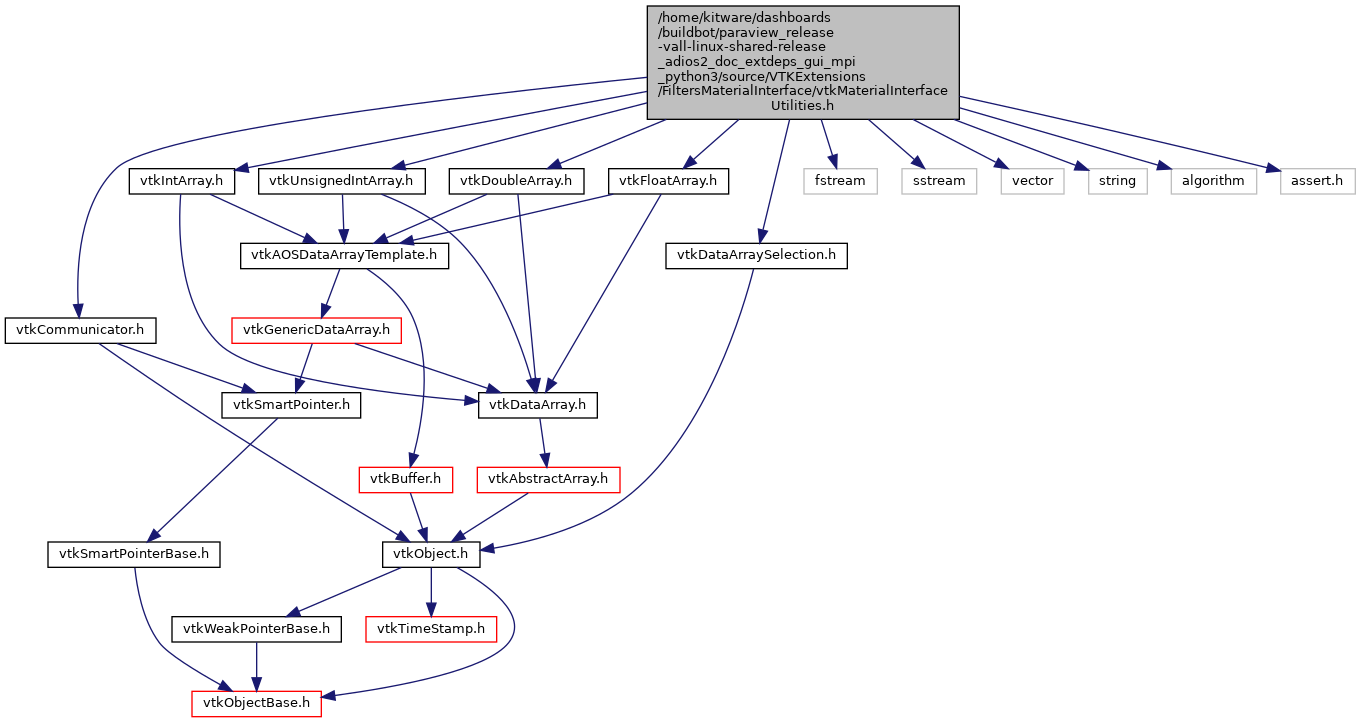 /home/kitware/dashboards
/buildbot/paraview_release
-vall-linux-shared-release
_adios2_doc_extdeps_gui_mpi
_python3/source/VTKExtensions
/FiltersMaterialInterface/vtkMaterialInterface
Utilities.h
vtkIntArray.h
vtkUnsignedIntArray.h
vtkDoubleArray.h
vtkFloatArray.h
fstream
sstream
vector
string
algorithm
assert.h
vtkAOSDataArrayTemplate.h
vtkDataArraySelection.h
vtkCommunicator.h
vtkGenericDataArray.h
vtkSmartPointer.h
vtkDataArray.h
vtkBuffer.h
vtkAbstractArray.h
vtkSmartPointerBase.h
vtkObject.h
vtkWeakPointerBase.h
vtkTimeStamp.h
vtkObjectBase.h